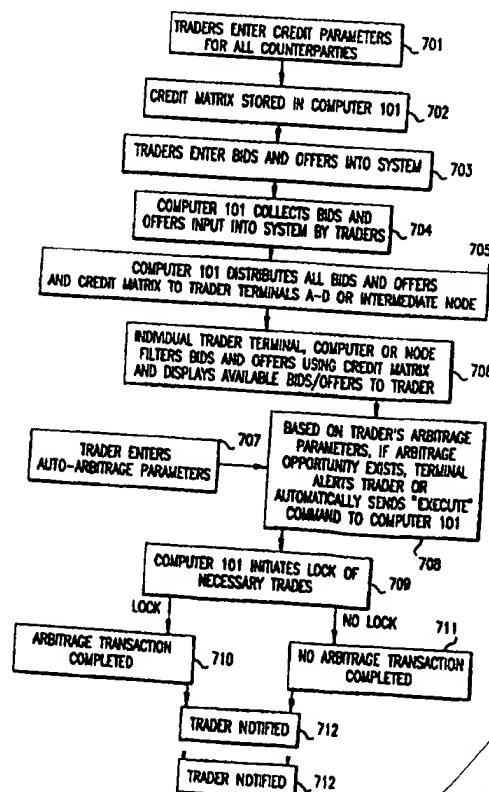 TRADERS ENTER CREDIT PARAMETERS
FOR ALL COUNTERPARTIES
701
CREDIT MATRIX STORED IN COMPUTER 101
702
TRADERS ENTER BIDS AND OFFERS INTO SYSTEM
703
COMPUTER 101 COLLECTS BIDS AND
OFFERS INPUT INTO SYSTEM BY TRADERS
704
705
COMPUTER 101 DISTRIBUTES ALL BIDS AND OFFERS
AND CREDIT MATRIX TO TRADER TERMINALS A-D OR INTERMEDIATE NODE
INDIVIDUAL TRADER TERMINAL, COMPUTER OR NODE
FILTERS BIDS AND OFFERS USING CREDIT MATRIX
AND DISPLAYS AVAILABLE BIDS/OFFERS TO TRADER
706
707
TRADER ENTERS
AUTO-ARBITRAGE PARAMETERS
BASED ON TRADER'S ARBITRAGE
PARAMETERS, IF ARBITRAGE
OPPORTUNITY EXISTS, TERMINAL
ALERTS TRADER OR
AUTOMATICALLY SENDS "EXECUTE"
COMMAND TO COMPUTER 101
708
COMPUTER 101 INITIATES LOCK OF
NECESSARY TRADES
709
LOCK
NO LOCK
711
ARBITRAGE TRANSACTION
COMPLETED
710
NO ARBITRAGE TRANSACTION
COMPLETED
TRADER NOTIFIED
712
TRADER NOTIFIED
712